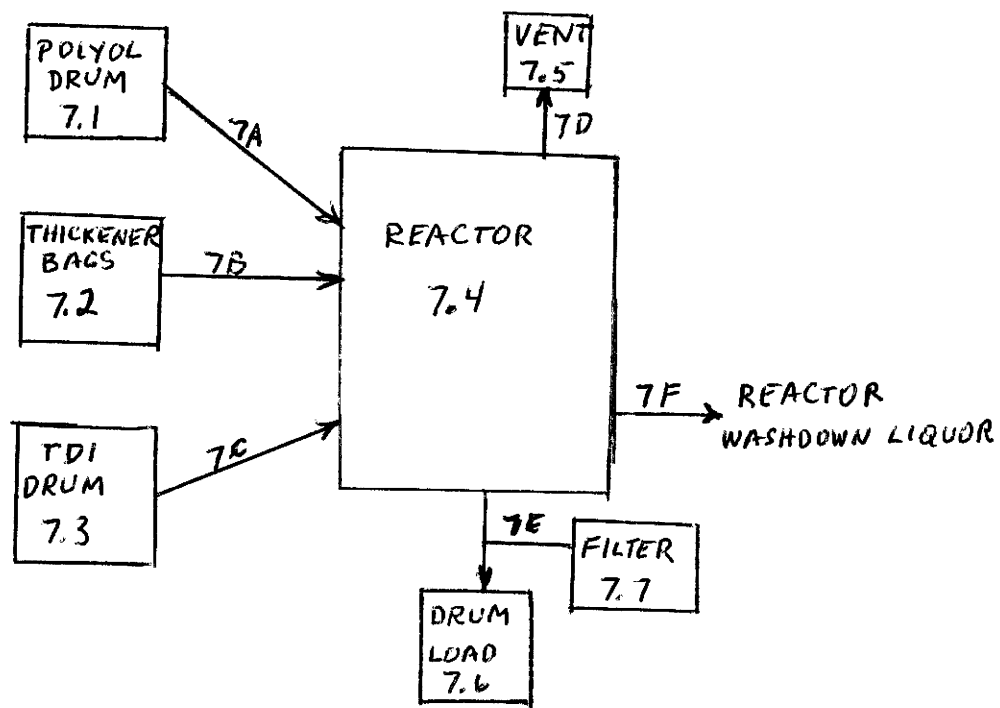 POLYOL
DRUM
7.1
7A
VENT
7.5
7D
THICKENER
BAGS
7.2
7B
REACTOR
7.4
TDI
DRUM
7.3
7C
7F
REACTOR
WASHDOWN LIQUOR
7E
FILTER
7.7
DRUM
LOAD
7.6